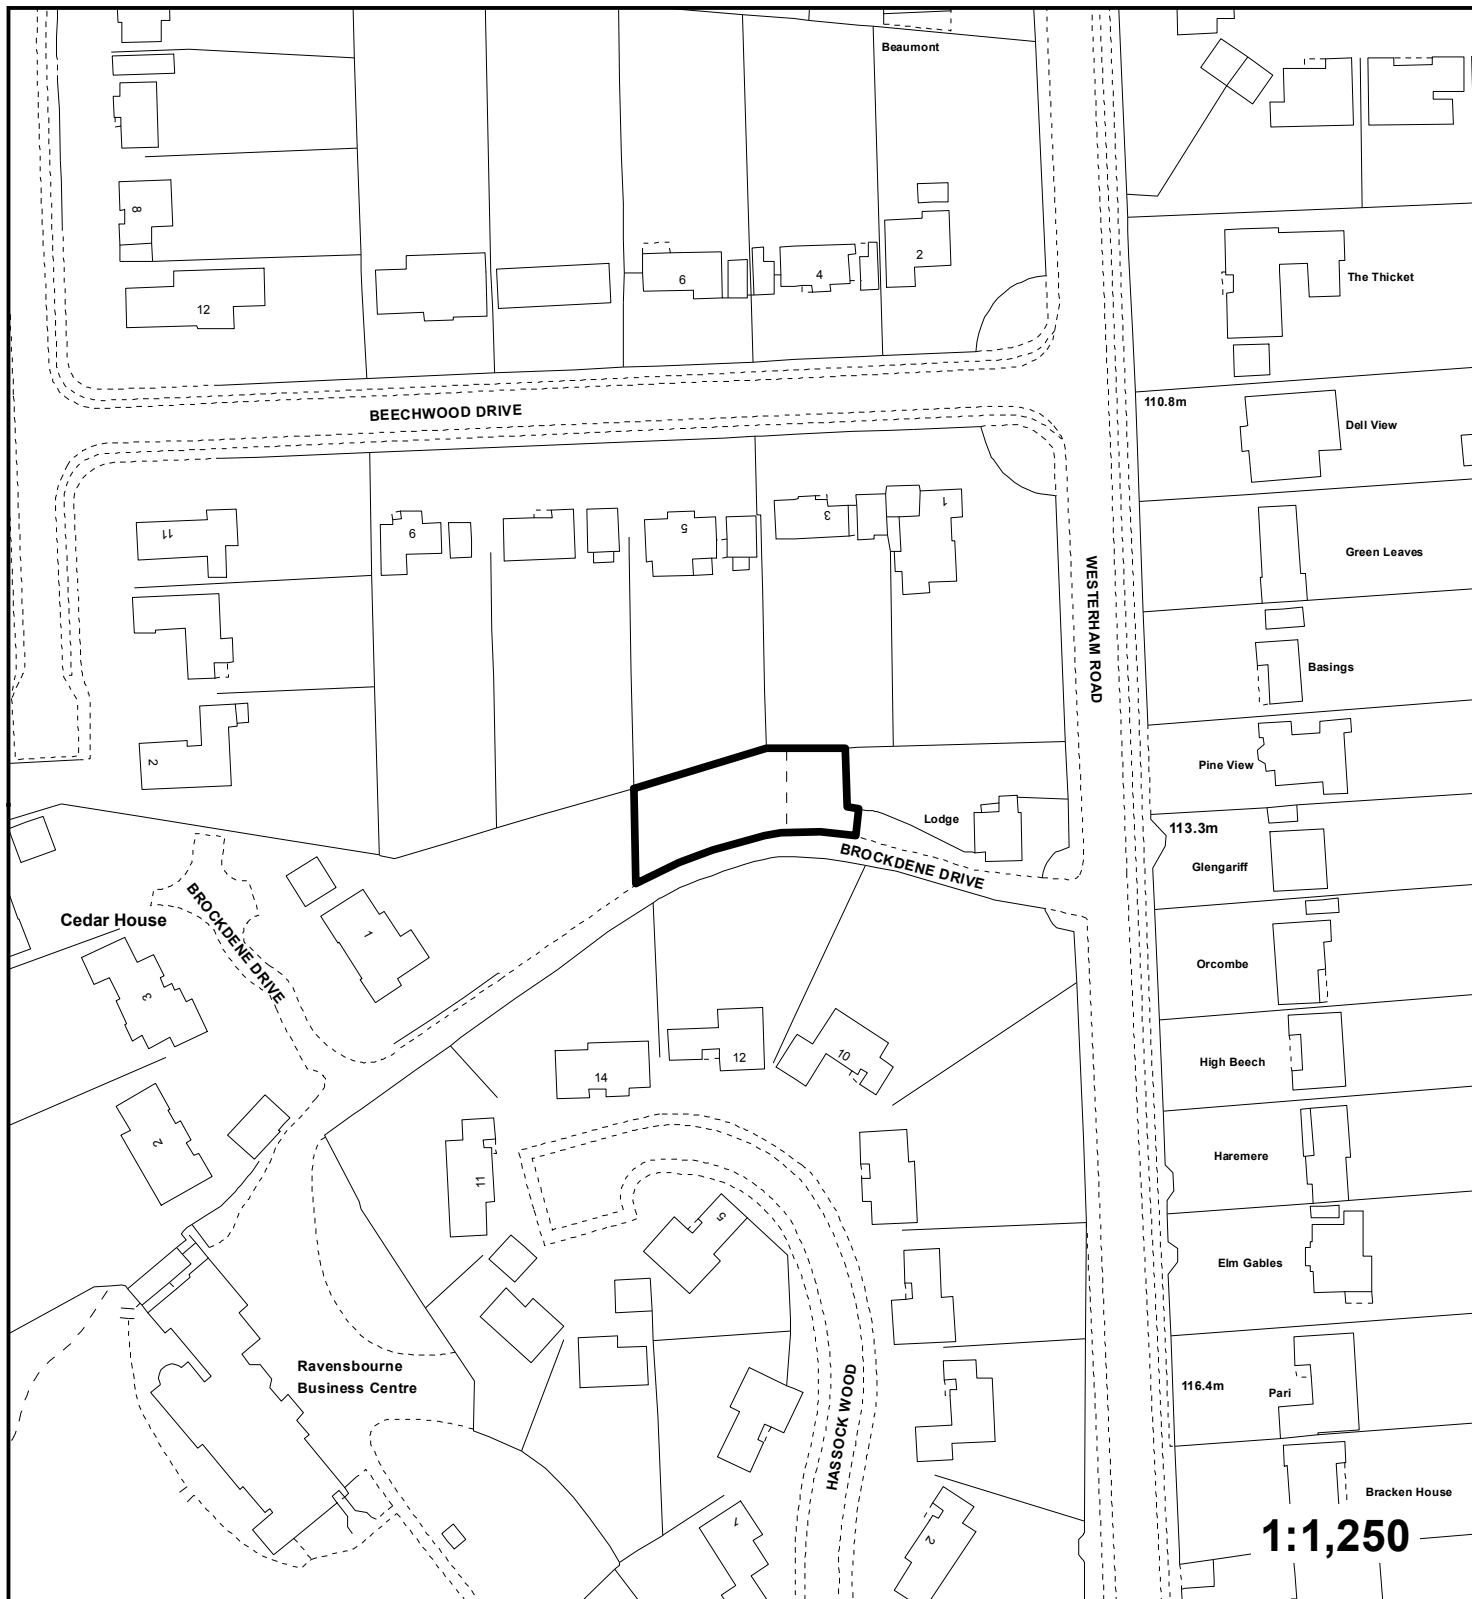 Beaumont
8
6
4
2
The Thicket
12
110.8m
BEECHWOOD DRIVE
Dell View
11
9
5
3
1
Green Leaves
WESTERHAM ROAD
Basings
2
Pine View
Lodge
113.3m
BROCKDENE DRIVE
Glengariff
Cedar House
BROCKDENE DRIVE
1
Orcombe
3
12
10
High Beech
14
2
Haremere
11
5
Elm Gables
Ravensbourne
Business Centre
116.4m
Pari
HASSOCK WOOD
Bracken House
1
2
1:1,250